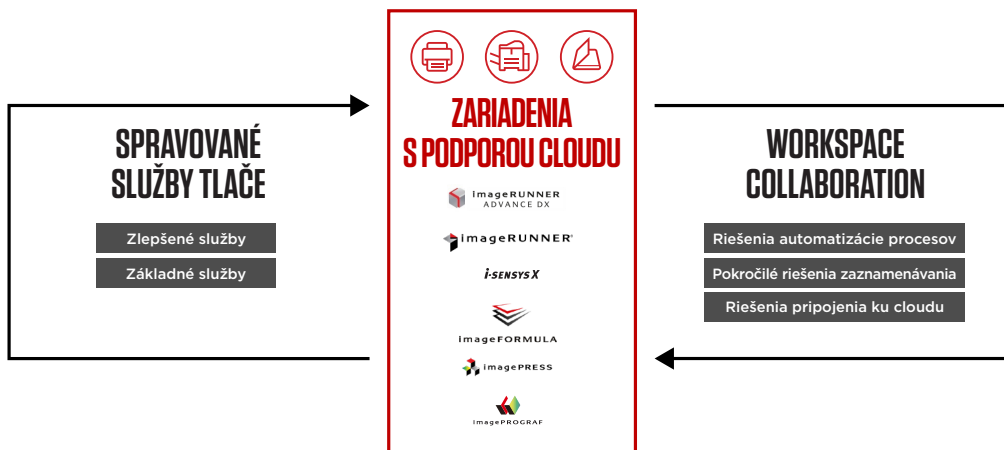 SPRAVOVANÉ
SLUŽBY TLAČE
Zlepšené služby
Základné služby
ZARIADENIA
S PODPOROU CLOUDU
imageRUNNER
ADVANCE DX
imageRUNNER®
i-SENSYS X
imageFORMULA
imagePRESS
imagePROGRAF
WORKSPACE
COLLABORATION
Riešenia automatizácie procesov
Pokročilé riešenia zaznamenávania
Riešenia pripojenia ku cloudu